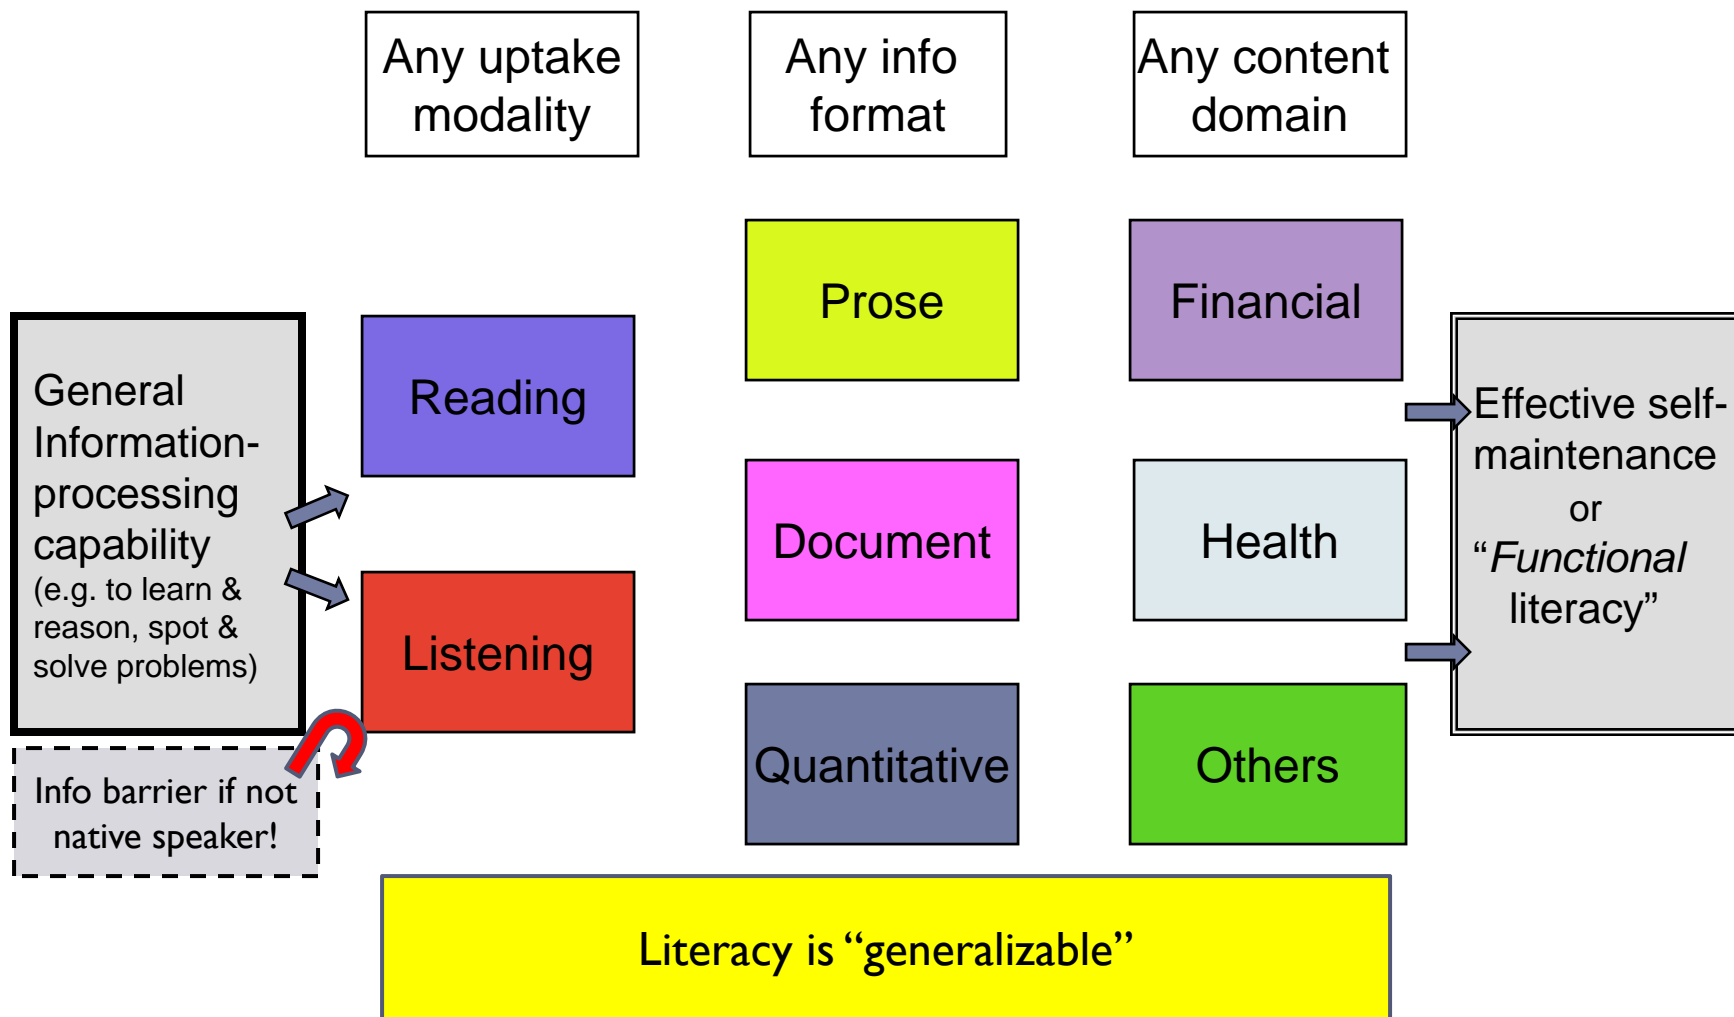 Any uptake
modality
Any info
format
Any content
domain
General
Information-
processing
capability
(e.g. to learn &
reason, spot &
solve problems)
Info barrier if not
native speaker!
Reading
Listening
Prose
Document
Quantitative
Financial
Health
Others
Effective self-
maintenance
or
“Functional
literacy”
Literacy is “generalizable”